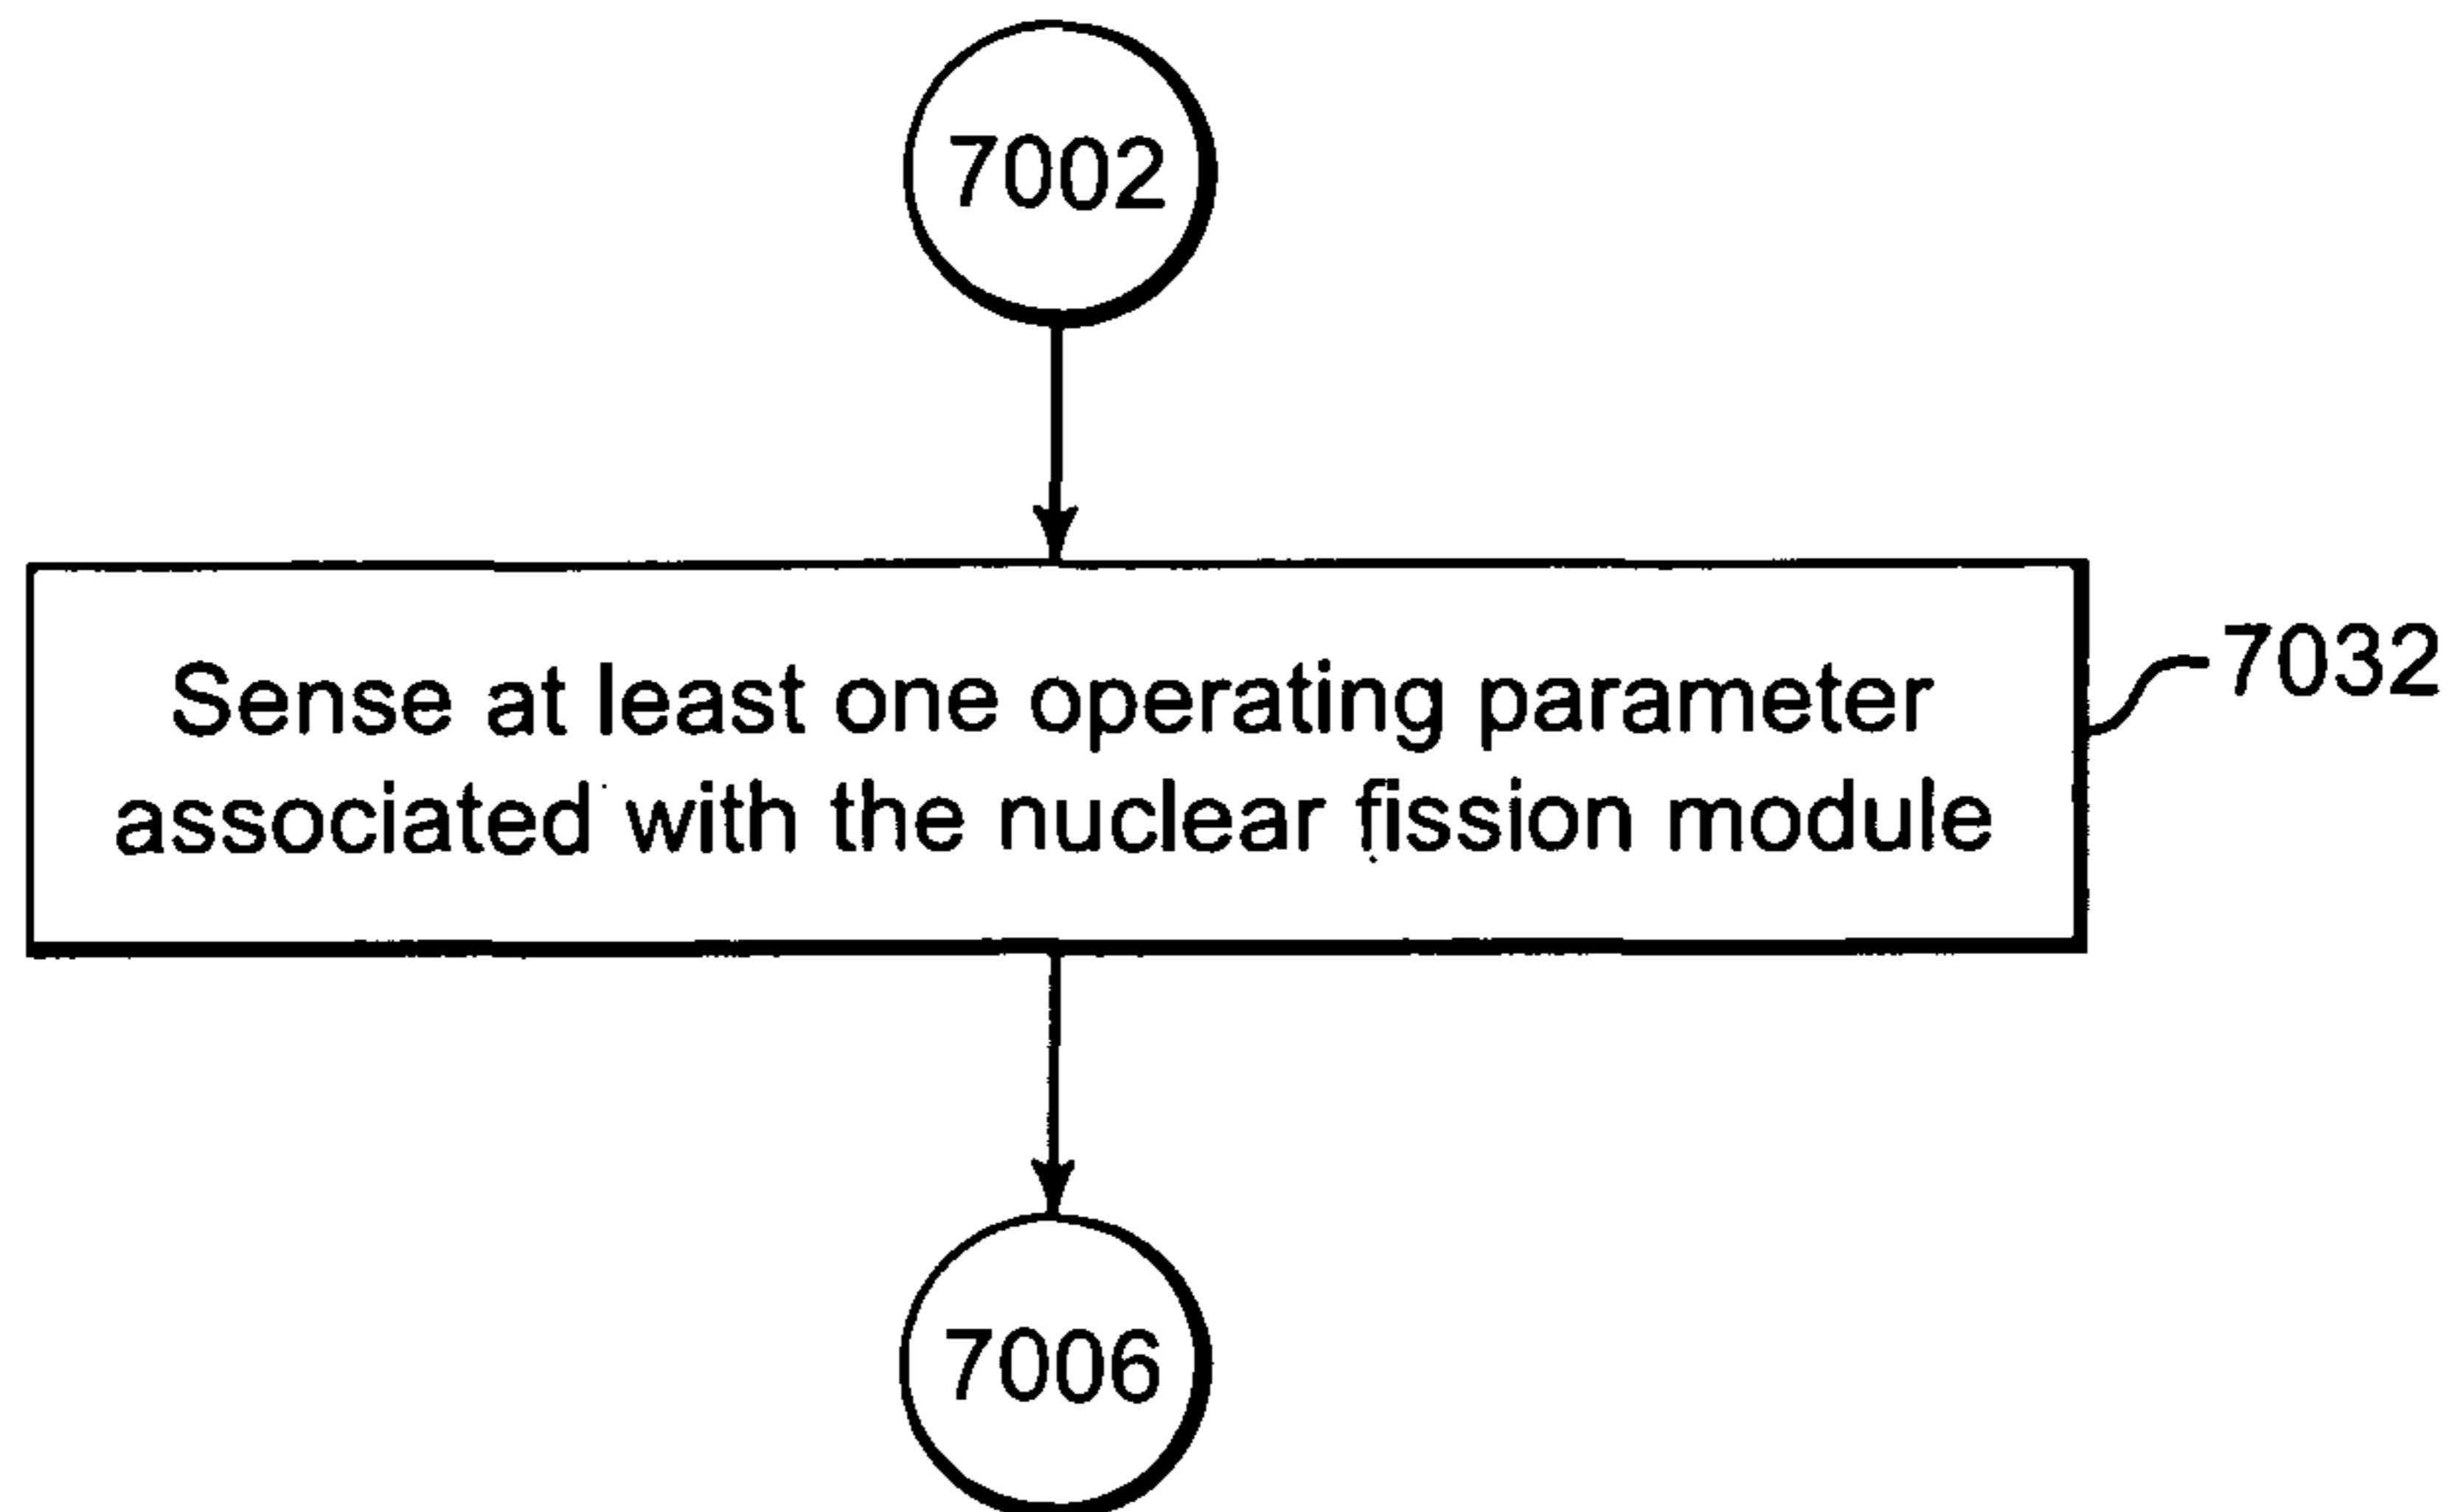 7002
Sense at least one operating parameter
associated with the nuclear fission module
7032
7006